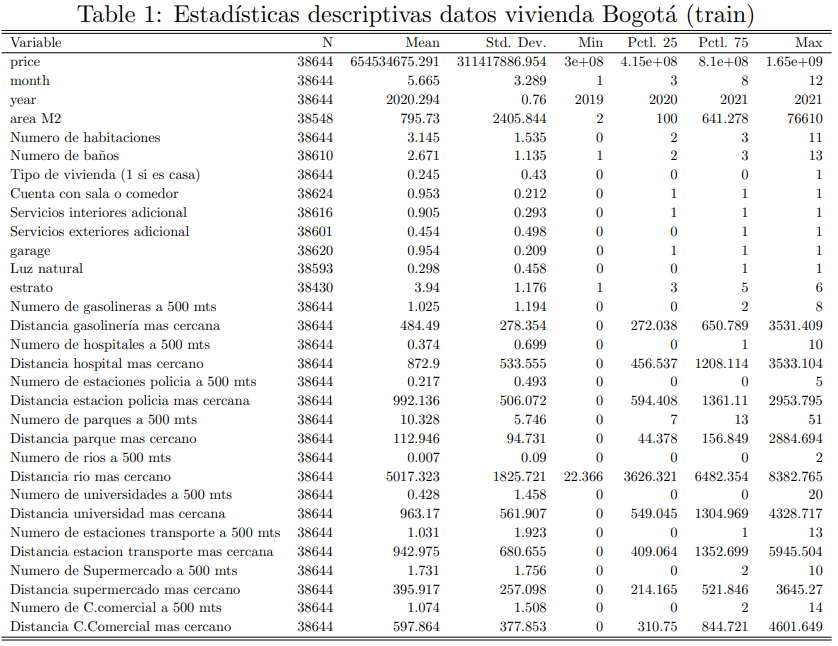 Table 1: Estadísticas descriptivas datos vivienda Bogotá (train)
Variable N Mean Std. Dev. Min Pctl. 25 Pctl. 75 Max
price 38644 654534675.291 311417886.954 3e+08 4.15e+08 8.1e+08 1.65e+09
month 38644 5.665 3.289 1 3 8 12
year 38644 2020.294 0.76 2019 2020 2021 2021
area M2 38548 795.73 2405.844 2 100 641.278 76610
Numero de habitaciones 38644 3.145 1.535 0 2 3 11
Numero de baños 38610 2.671 1.135 1 2 3 13
Tipo de vivienda (1 si es casa) 38644 0.245 0.43 0 0 0 1
Cuenta con sala o comedor 38624 0.953 0.212 0 1 1 1
Servicios interiores adicional 38616 0.905 0.293 0 1 1 1
Servicios exteriores adicional 38601 0.454 0.498 0 0 1 1
garage 38620 0.954 0.209 0 1 1 1
Luz natural 38593 0.298 0.458 0 0 1 1
estrato 38430 3.94 1.176 1 3 5 6
Numero de gasolineras a 500 mts 38644 1.025 1.194 0 0 2 8
Distancia gasolinería mas cercana 38644 484.49 278.354 0 272.038 650.789 3531.409
Numero de hospitales a 500 mts 38644 0.374 0.699 0 0 1 10
Distancia hospital mas cercano 38644 872.9 533.555 0 456.537 1208.114 3533.104
Numero de estaciones policia a 500 mts 38644 0.217 0.493 0 0 0 5
Distancia estacion policia mas cercana 38644 992.136 506.072 0 594.408 1361.11 2953.795
Numero de parques a 500 mts 38644 10.328 5.746 0 7 13 51
Distancia parque mas cercano 38644 112.946 94.731 0 44.378 156.849 2884.694
Numero de rios a 500 mts 38644 0.007 0.09 0 0 0 2
Distancia rio mas cercano 38644 5017.323 1825.721 22.366 3626.321 6482.354 8382.765
Numero de universidades a 500 mts 38644 0.428 1.458 0 0 0 20
Distancia universidad mas cercana 38644 963.17 561.907 0 549.045 1304.969 4328.717
Numero de estaciones transporte a 500 mts 38644 1.031 1.923 0 0 1 13
Distancia estacion transporte mas cercana 38644 942.975 680.655 0 409.064 1352.699 5945.504
Numero de Supermercado a 500 mts 38644 1.731 1.756 0 0 2 10
Distancia supermercado mas cercano 38644 395.917 257.098 0 214.165 521.846 3645.27
Numero de C.comercial a 500 mts 38644 1.074 1.508 0 0 2 14
Distancia C.Comercial mas cercano 38644 597.864 377.853 0 310.75 844.721 4601.649